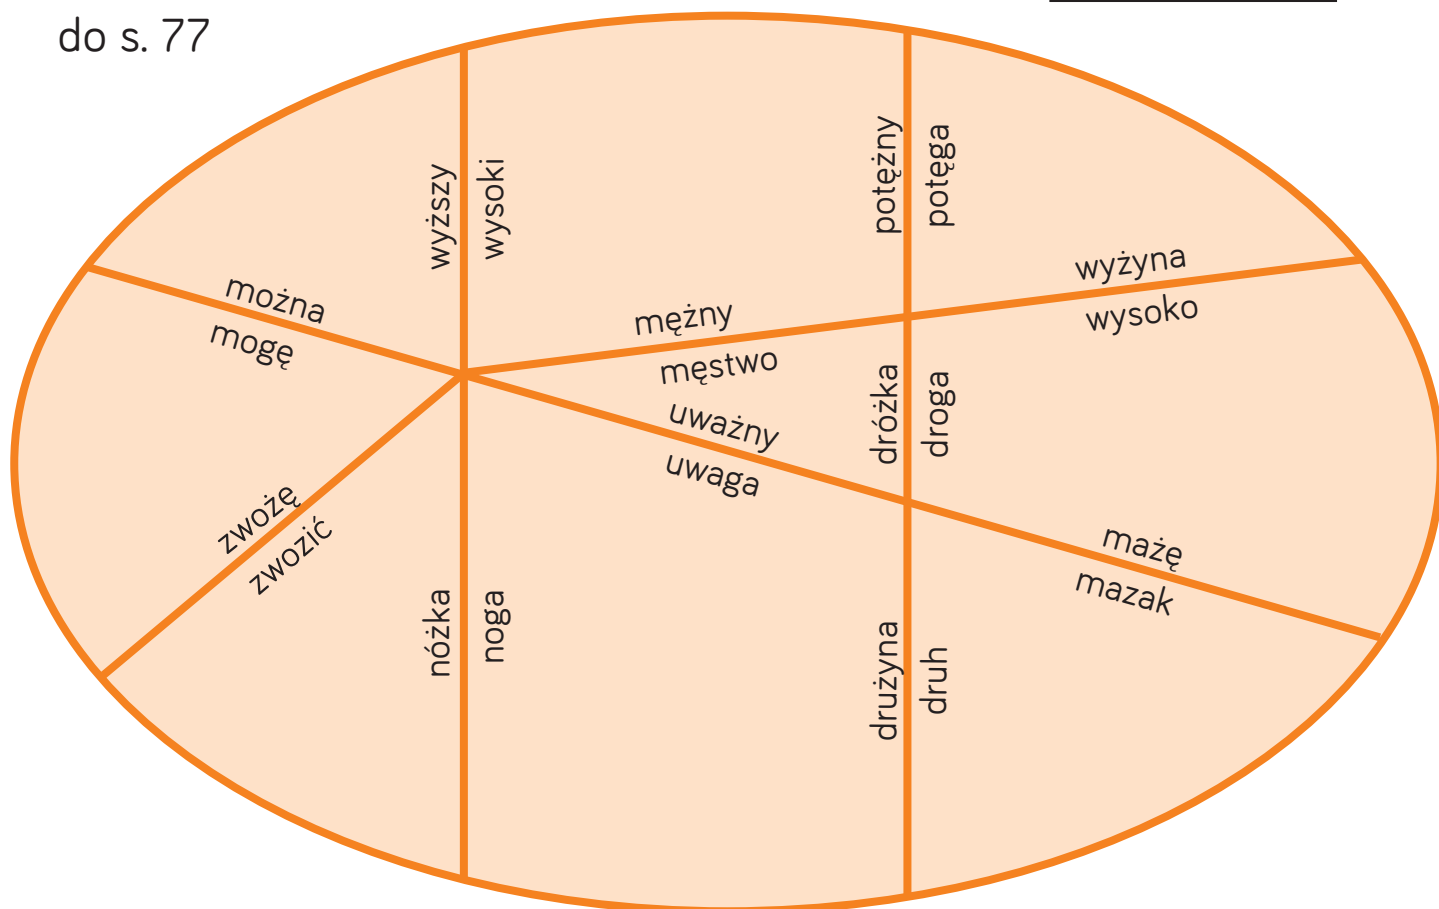 do s. 77
wyższy
wysoki
potężny
potęga
można
mogę
mężny
męstwo
wyżyna
wysoko
uważny
uwaga
dróżka
droga
zwożę
zwozić
nóżka
noga
mażę
mazak
drużyna
druh